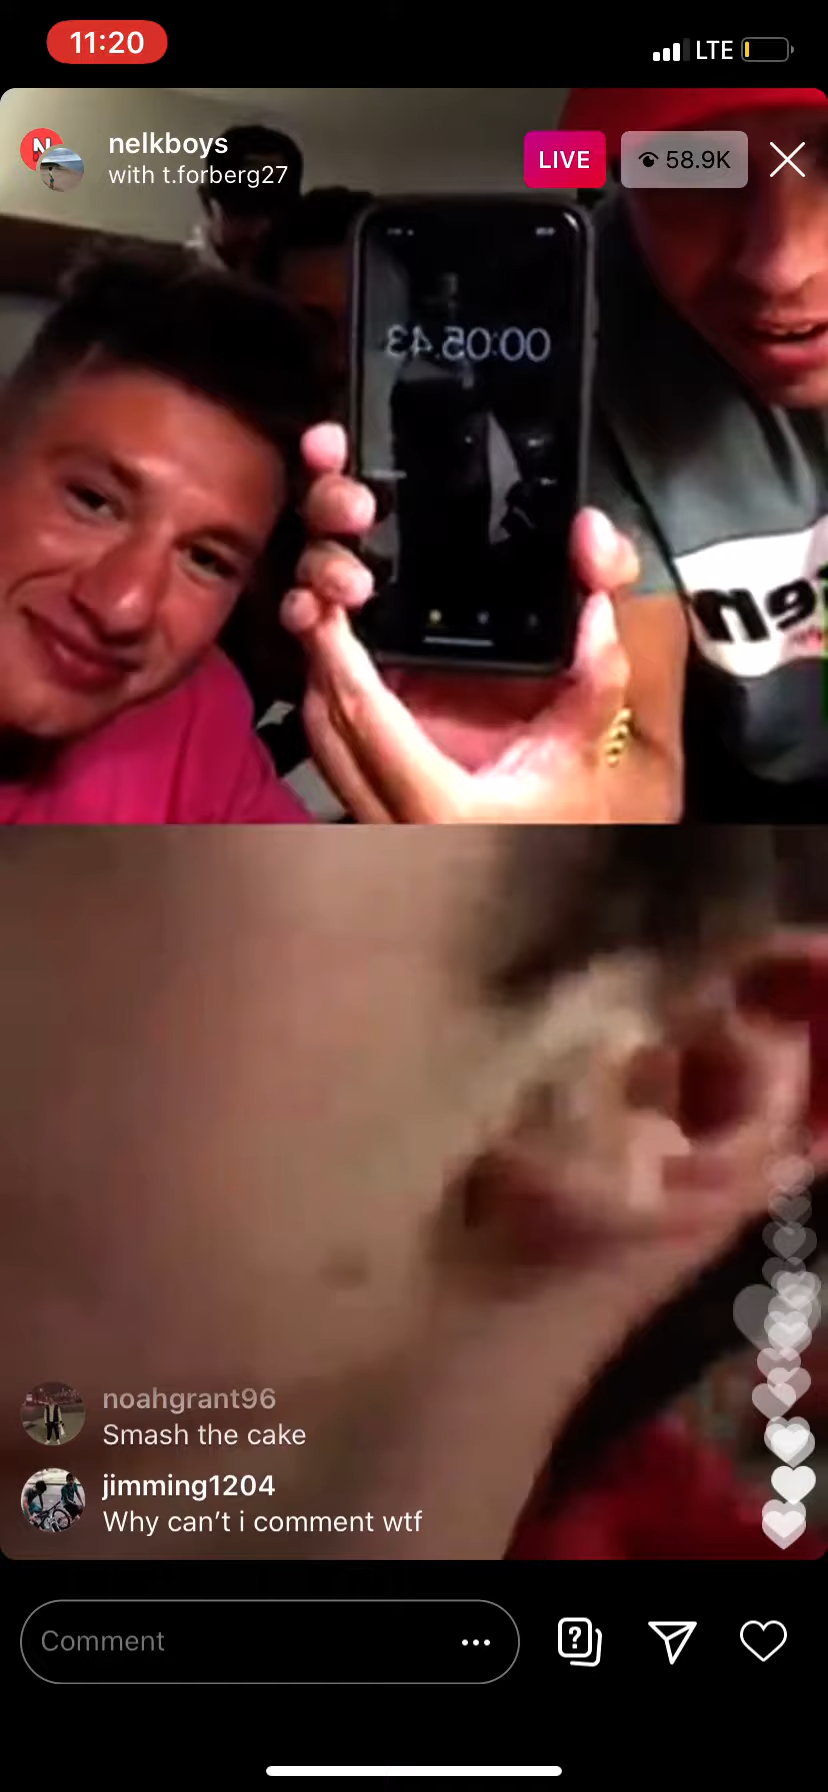 11:20
LTE
nelkboys
with t.forberg27
LIVE
58.9K
00:05.43
noahgrant96
Smash the cake
jimming1204
Why can't i comment wtf
Comment